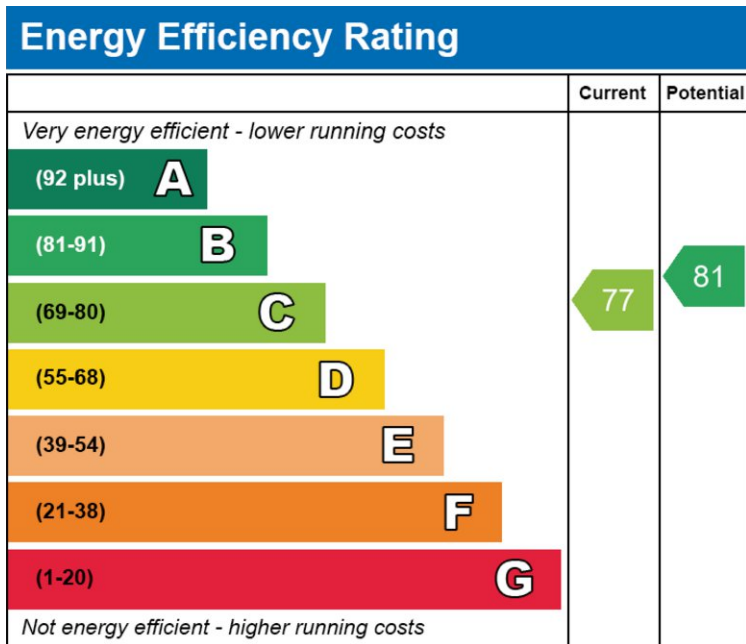 Energy Efficiency Rating
Current Potential
Very energy efficient - lower running costs
(92 plus) A
(81-91) B
(69-80) C
(55-68) D
(39-54) E
(21-38) F
(1-20) G
77
81
Not energy efficient - higher running costs